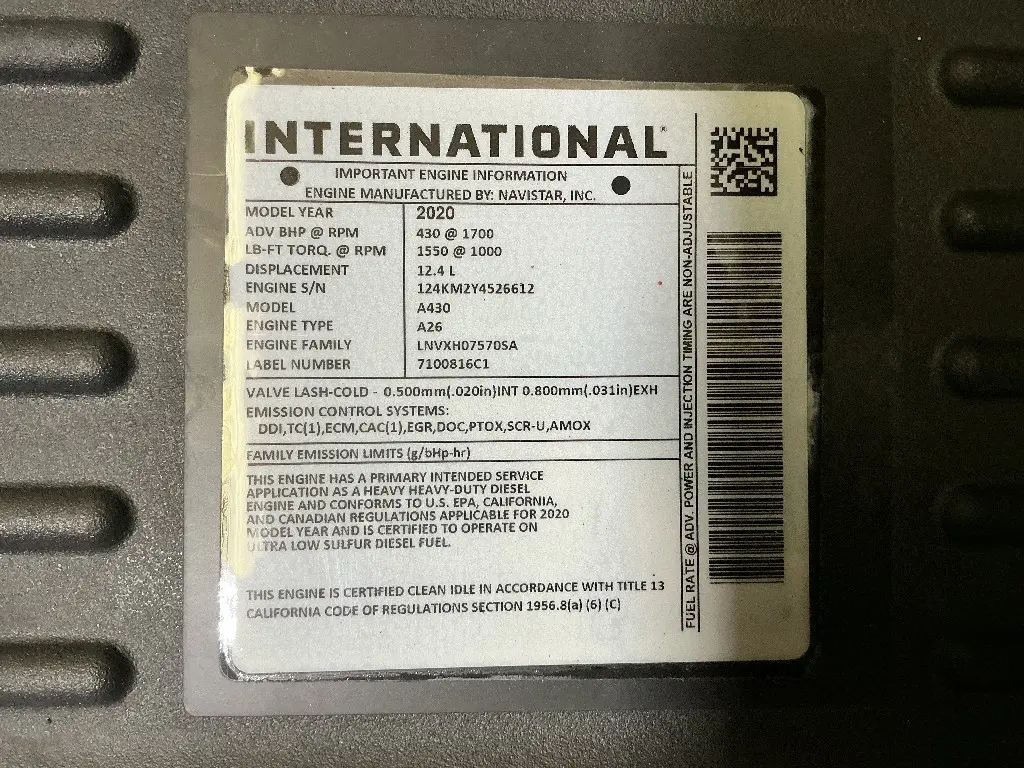 INTERNATIONAL®
IMPORTANT ENGINE INFORMATION
ENGINE MANUFACTURED BY: NAVISTAR, INC.
MODEL YEAR 2020
ADV BHP @ RPM 430 @ 1700
LB-FT TORQ. @ RPM 1550 @ 1000
DISPLACEMENT 12.4 L
ENGINE S/N 124KM2Y4526612
MODEL A430
ENGINE TYPE A26
ENGINE FAMILY LNVXH07570SA
LABEL NUMBER 7100816C1
VALVE LASH-COLD - 0.500mm(.020in)INT 0.800mm(.031in)EXH
EMISSION CONTROL SYSTEMS:
DDI,TC(1),ECM,CAC(1),EGR,DOC,PTOX,SCR-U,AMOX
FAMILY EMISSION LIMITS (g/bHp-hr)
THIS ENGINE HAS A PRIMARY INTENDED SERVICE
APPLICATION AS A HEAVY HEAVY-DUTY DIESEL
ENGINE AND CONFORMS TO U.S. EPA, CALIFORNIA,
AND CANADIAN REGULATIONS APPLICABLE FOR 2020
MODEL YEAR AND IS CERTIFIED TO OPERATE ON
ULTRA LOW SULFUR DIESEL FUEL.
THIS ENGINE IS CERTIFIED CLEAN IDLE IN ACCORDANCE WITH TITLE 13
CALIFORNIA CODE OF REGULATIONS SECTION 1956.8(a) (6) (C)
FUEL RATE @ ADV. POWER AND INJECTION TIMING ARE NON-ADJUSTABLE